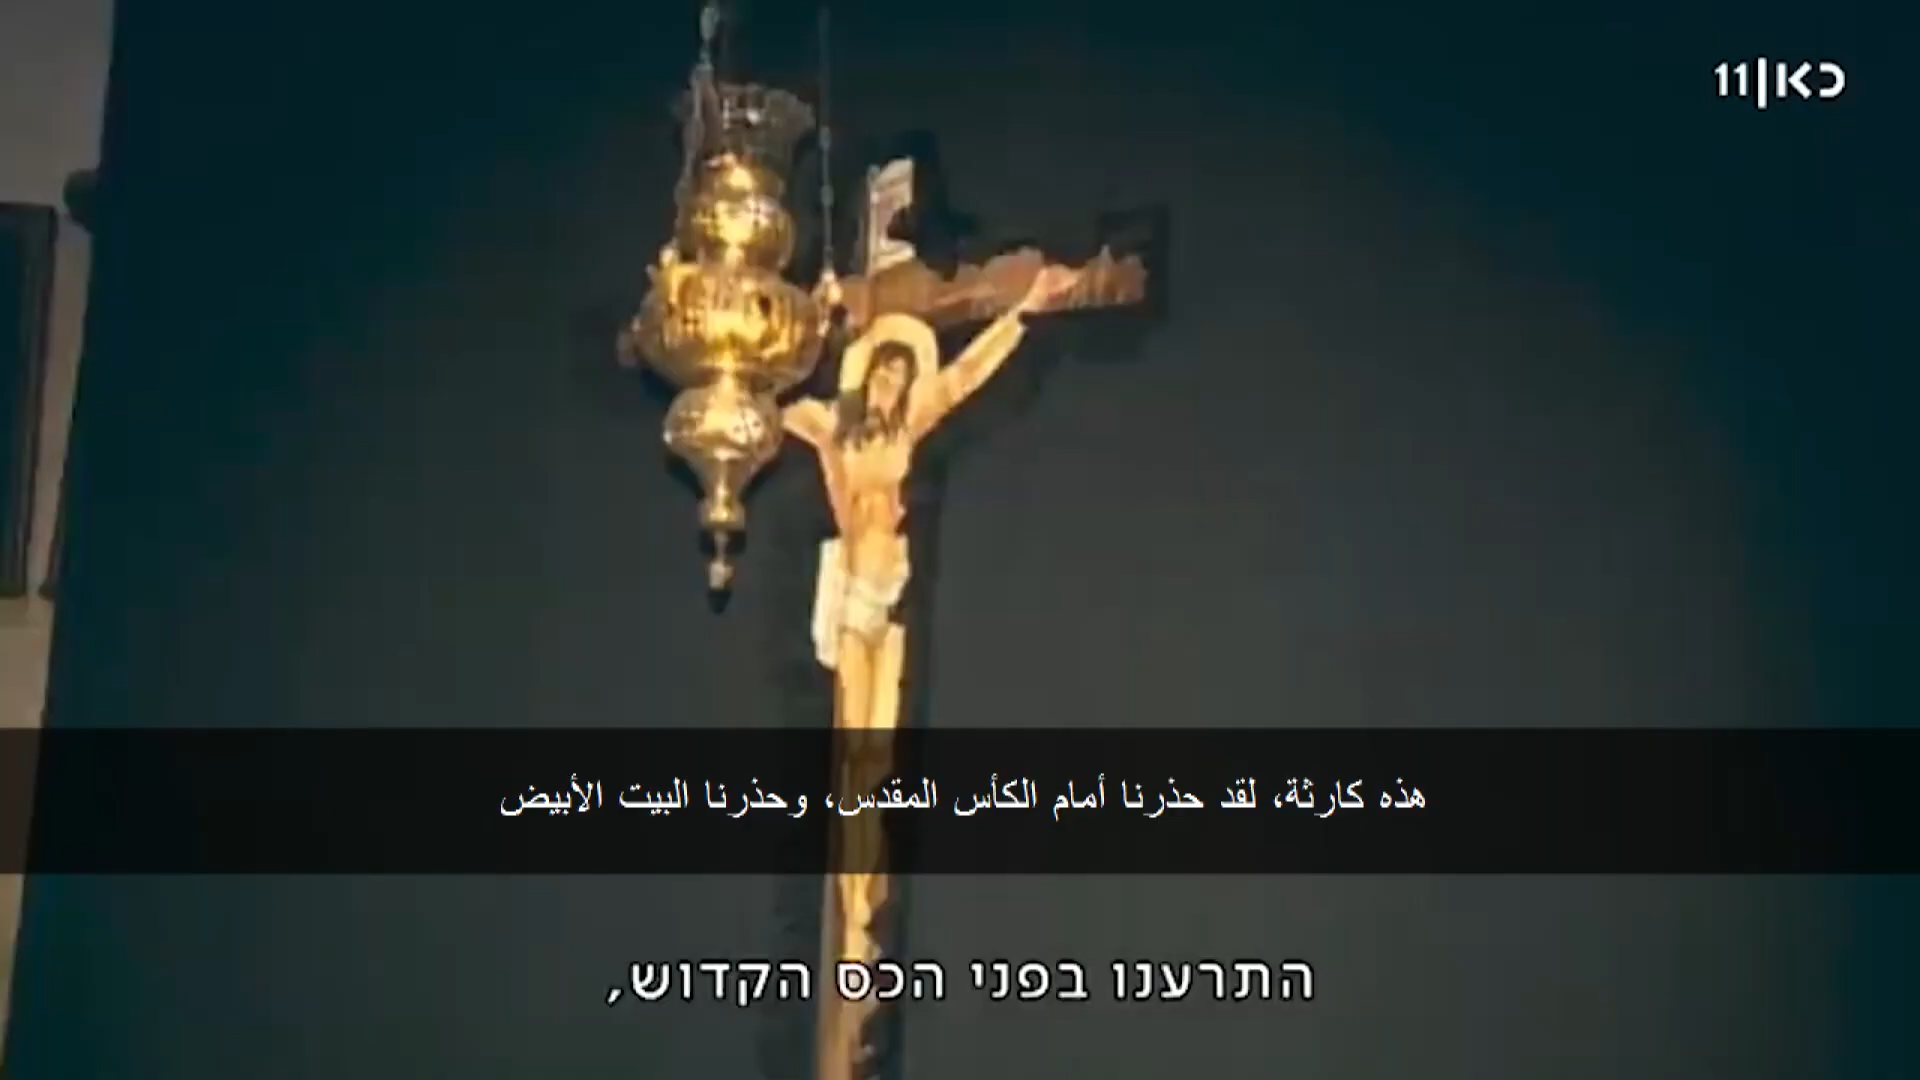 כאן|11
هذه كارثة، لقد حذرنا أمام الكأس المقدس، وحذرنا البيت الأبيض
התרענו בפני הכס הקדוש,